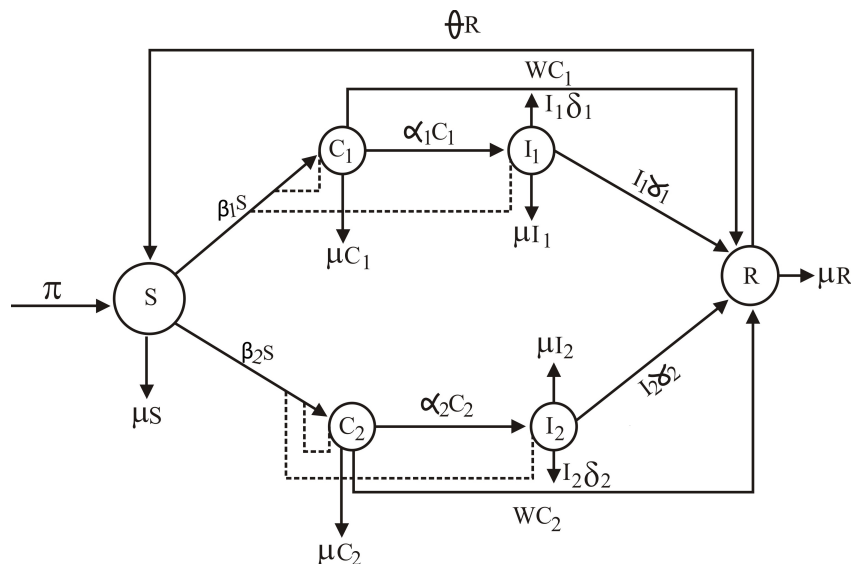 θR
WC₁
I₁δ₁
α₁C₁
C₁
I₁
I₁γ₁
β₁S
μC₁
μI₁
S
R
μR
π
β₂S
μI₂
I₂γ₂
μS
α₂C₂
C₂
I₂
I₂δ₂
WC₂
μC₂